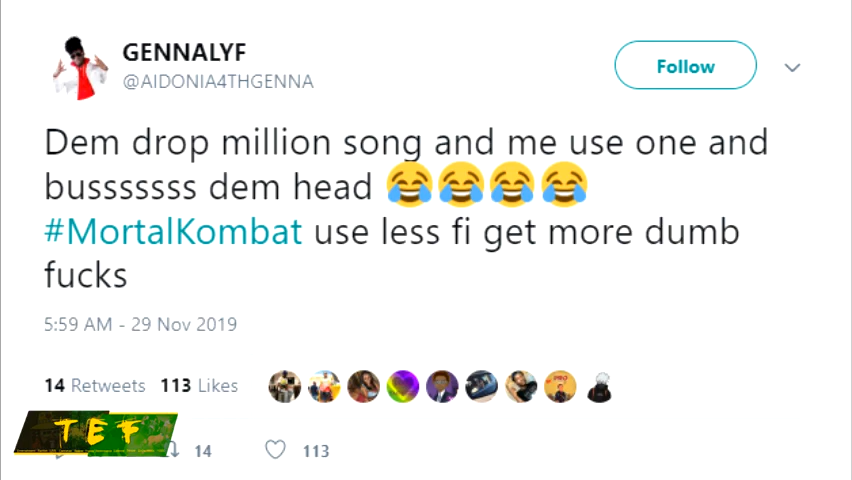 GENNALYF
@AIDONIA4THGENNA
Follow
Dem drop million song and me use one and
busssssss dem head 😂😂😂😂
#MortalKombat use less fi get more dumb
fucks
5:59 AM - 29 Nov 2019
14 Retweets 113 Likes
TEF
14 113